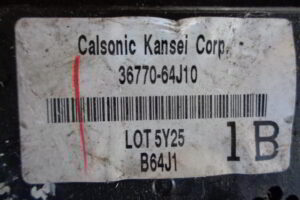 Calsonic Kansei Corp.
36770-64J10
LOT 5Y25
B64J1
1B